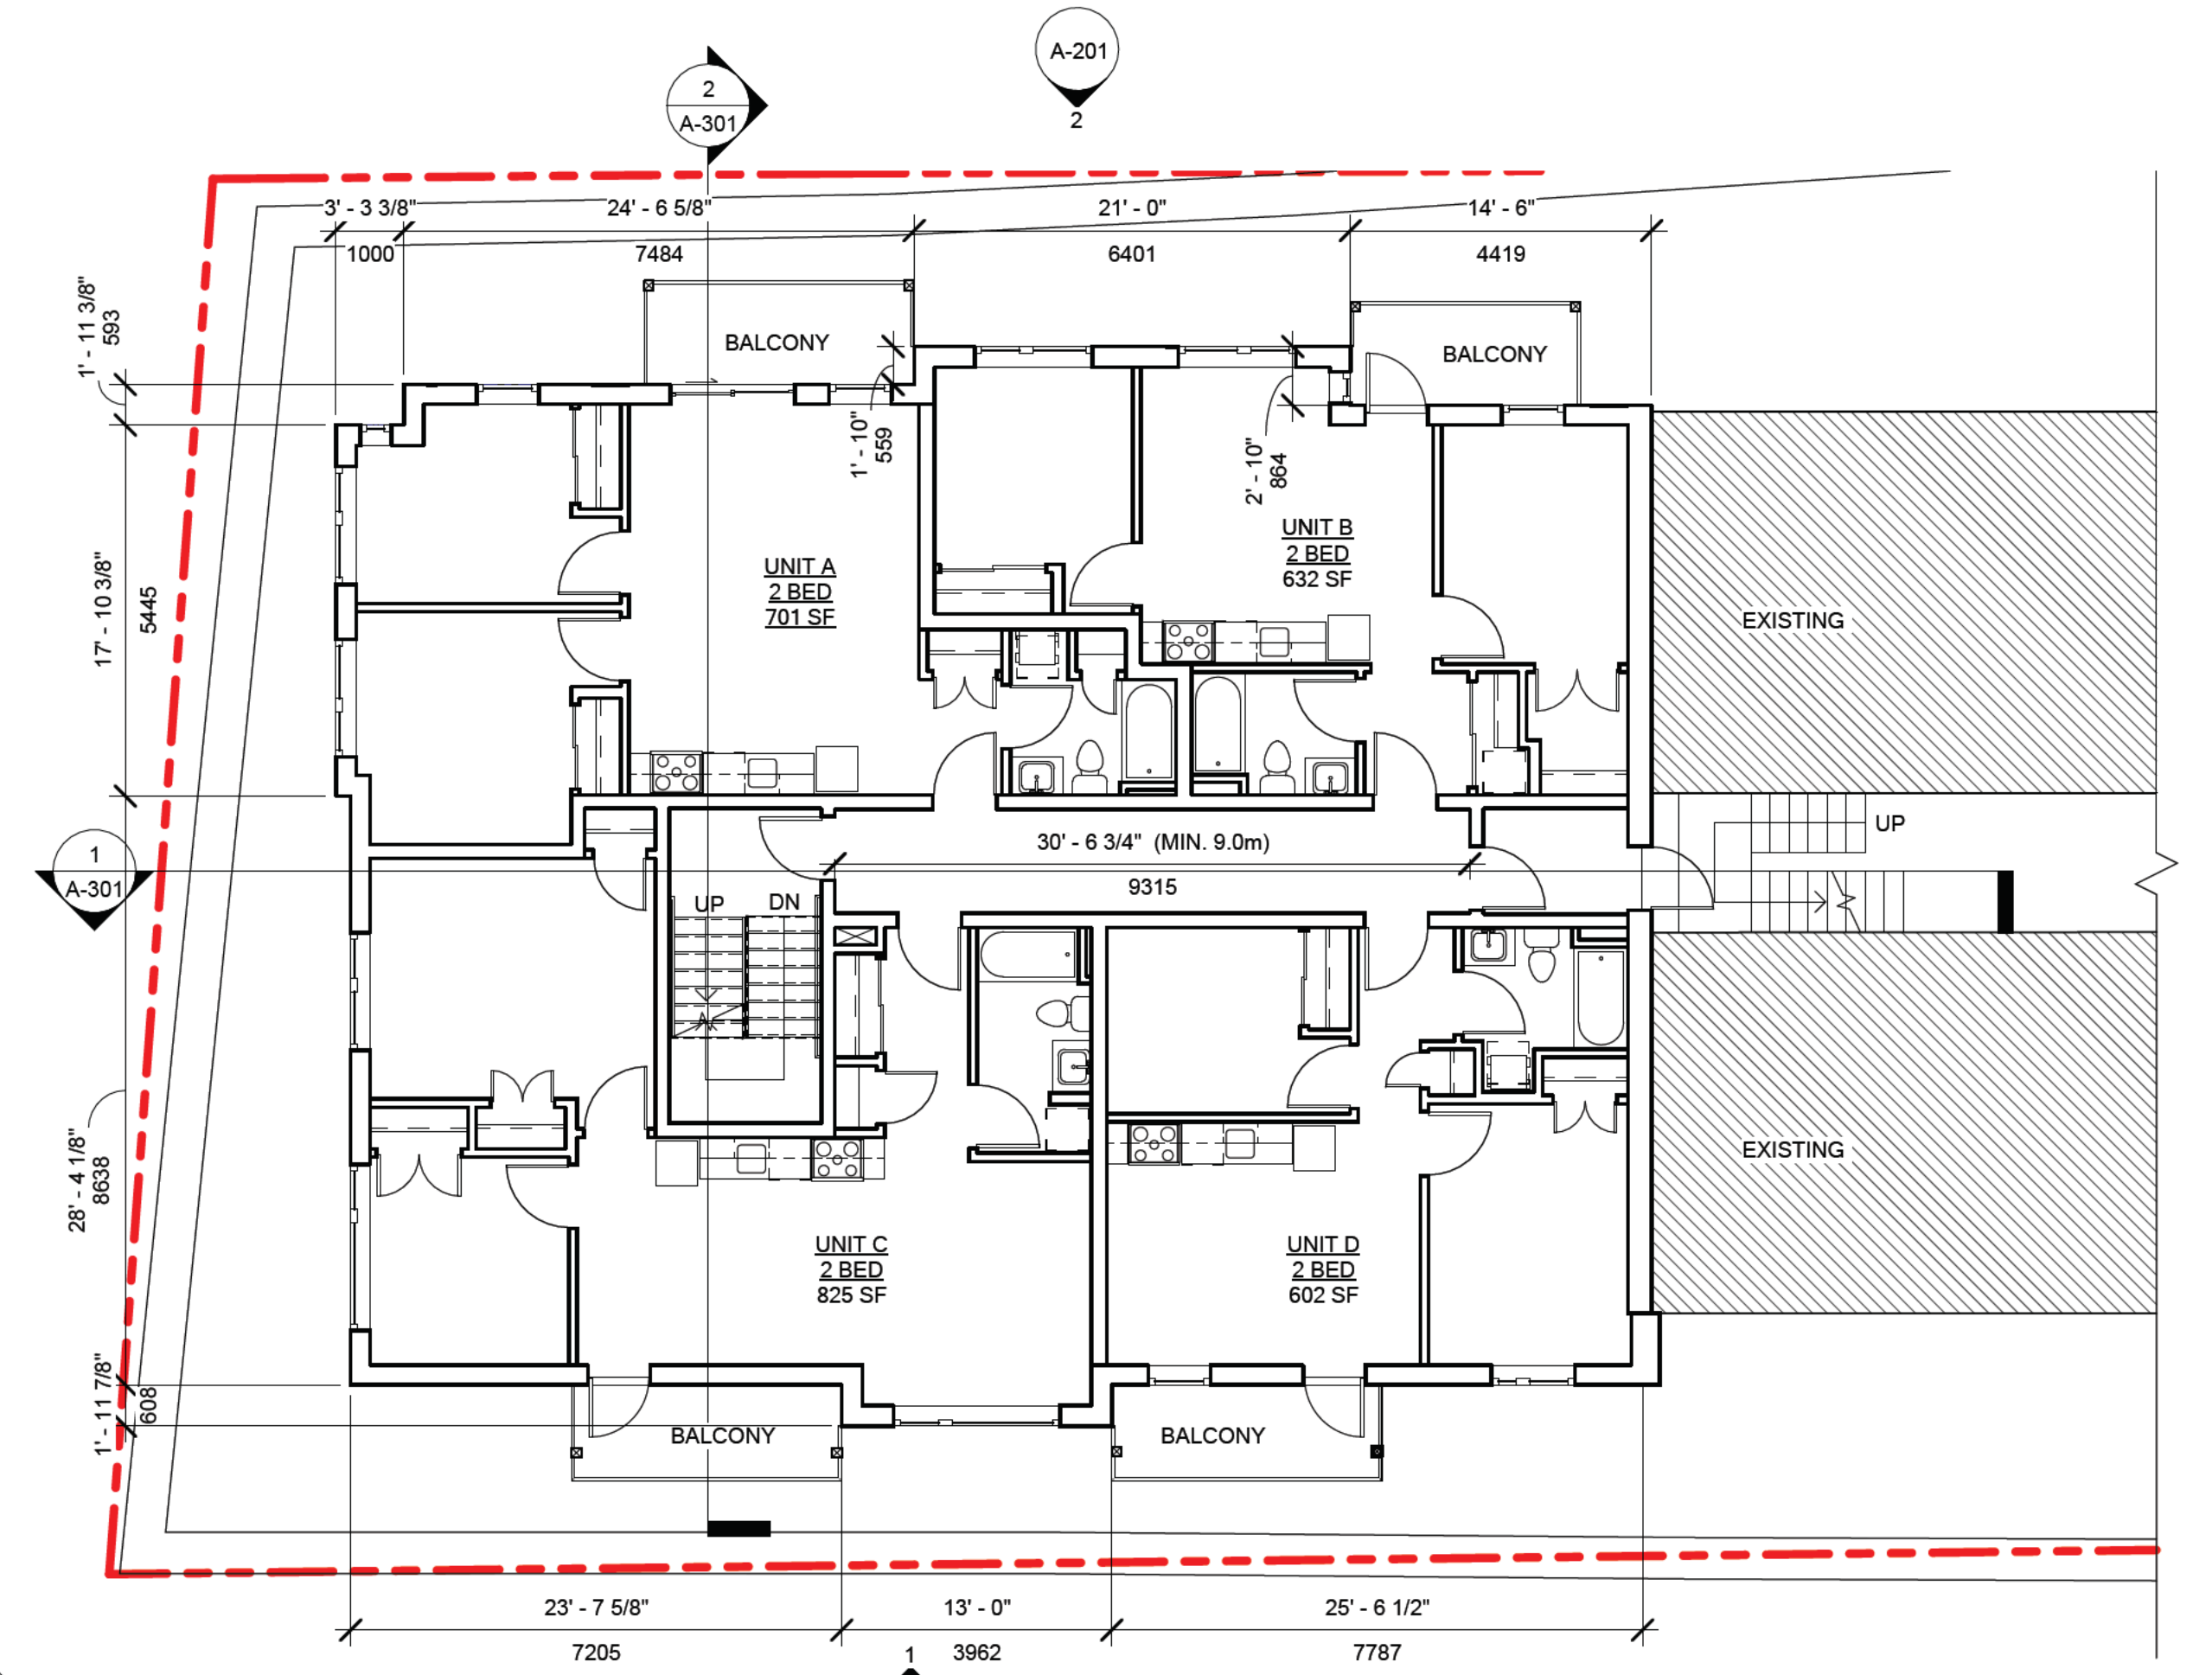 A-201
2
2
A-301
3' - 3 3/8"
24' - 6 5/8"
21' - 0"
14' - 6"
1000
7484
6401
4419
1' - 11 3/8"
593
BALCONY
BALCONY
1' - 10"
559
2' - 10"
864
17' - 10 3/8"
5445
UNIT A
2 BED
701 SF
UNIT B
2 BED
632 SF
EXISTING
UP
30' - 6 3/4" (MIN. 9.0m)
9315
1
A-301
UP
DN
28' - 4 1/8"
8638
UNIT C
2 BED
825 SF
UNIT D
2 BED
602 SF
EXISTING
1' - 11 7/8"
608
BALCONY
BALCONY
23' - 7 5/8"
13' - 0"
25' - 6 1/2"
7205
1
3962
7787